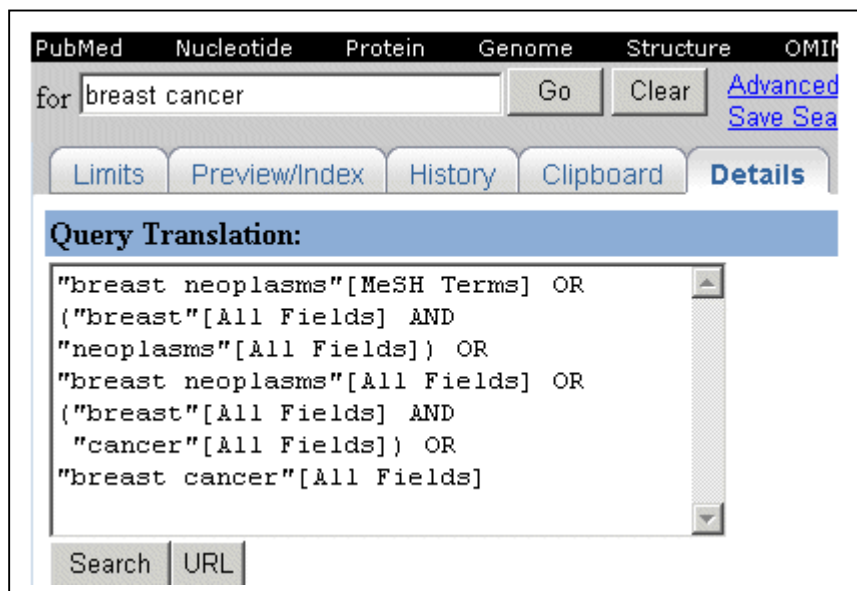 PubMed Nucleotide Protein Genome Structure
for breast cancer Go Clear Advanced
Save
Limits Preview/Index History Clipboard Details
Query Translation:
"breast neoplasms"[MeSH Terms] OR
("breast"[All Fields] AND
"neoplasms"[All Fields]) OR
"breast neoplasms"[All Fields] OR
("breast"[All Fields] AND
"cancer"[All Fields]) OR
"breast cancer"[All Fields]
Search URL